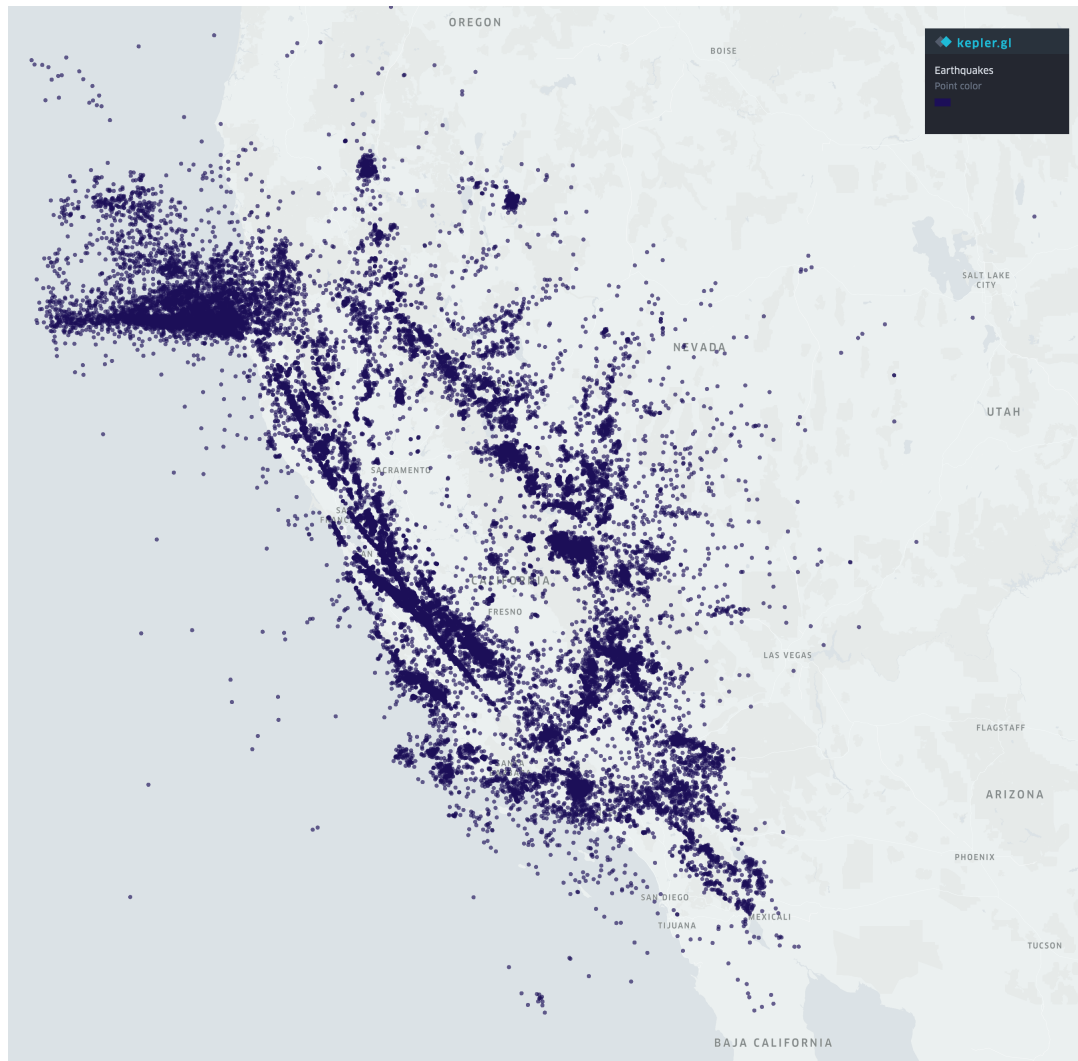 OREGON
BOISE
kepler.gl
Earthquakes
Point color
SALT LAKE
CITY
NEVADA
UTAH
SACRAMENTO
CALIFORNIA
FRESNO
LAS VEGAS
FLAGSTAFF
ARIZONA
PHOENIX
SAN DIEGO
MEXICALI
TIJUANA
TUCSON
BAJA CALIFORNIA